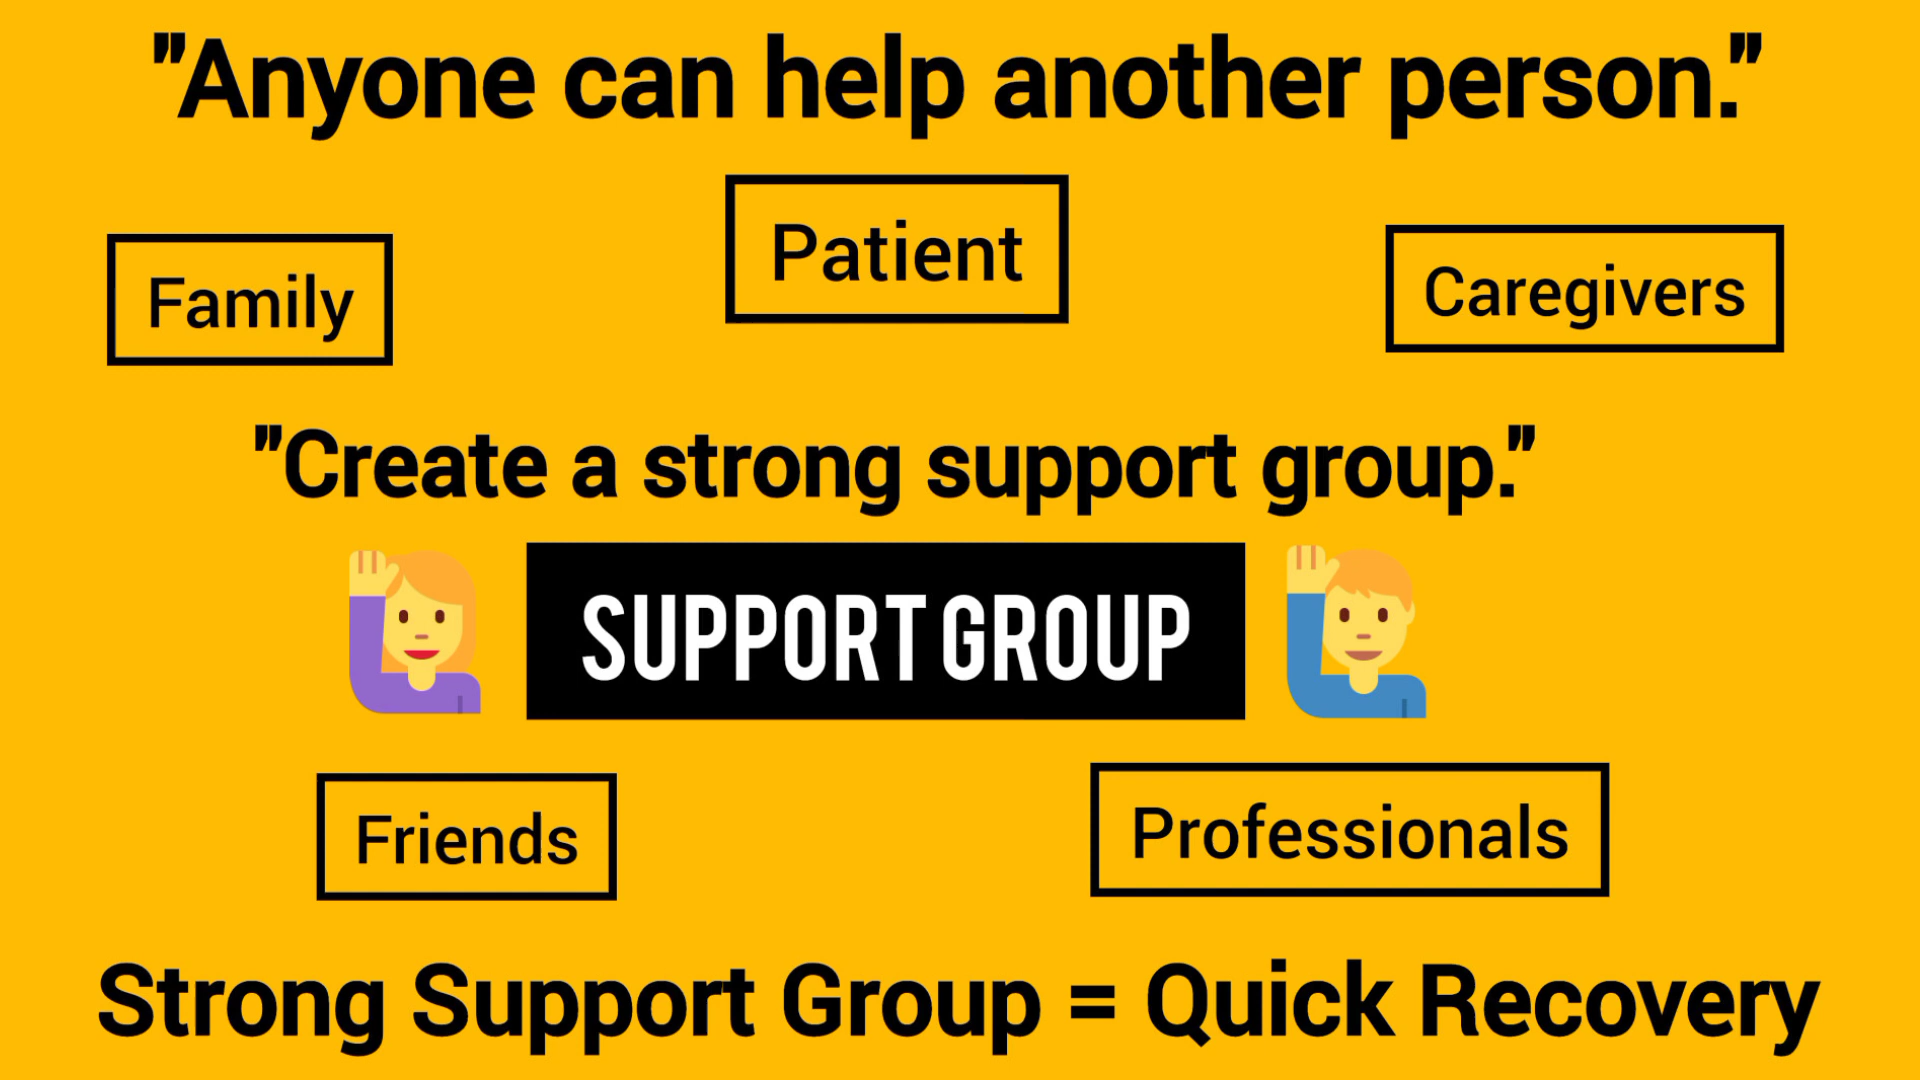 "Anyone can help another person."
Patient
Family
Caregivers
"Create a strong support group."
SUPPORT GROUP
Friends
Professionals
Strong Support Group = Quick Recovery